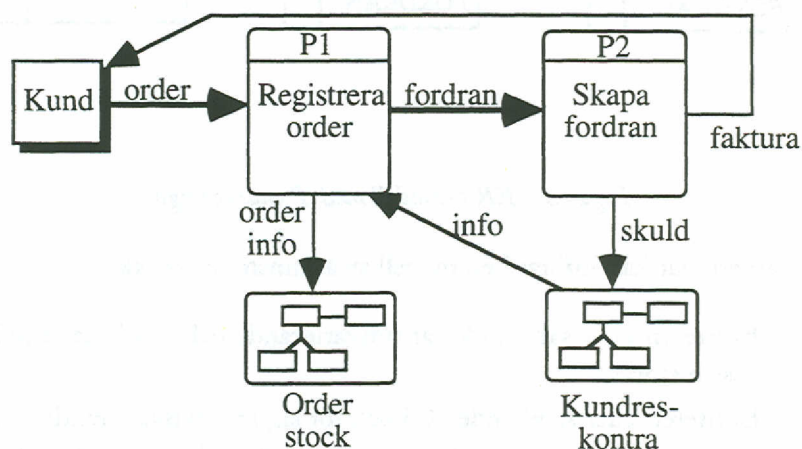 P1
P2
Kund
order
Registrera
order
fordran
Skapa
fordran
faktura
order
info
info
skuld
Order
stock
Kundres-
kontra